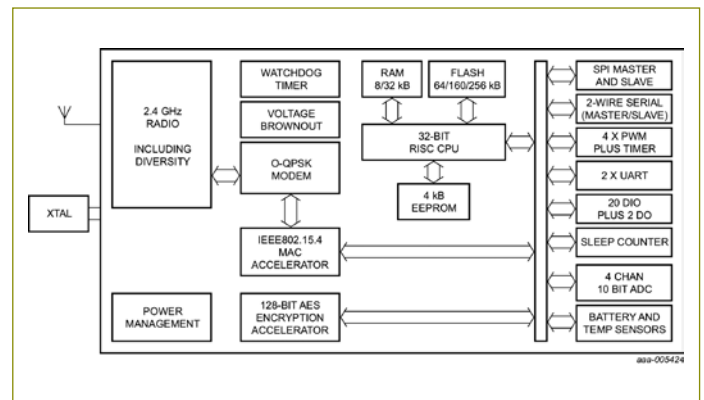 2.4 GHz
RADIO
INCLUDING
DIVERSITY
XTAL
POWER
MANAGEMENT
WATCHDOG
TIMER
VOLTAGE
BROWNOUT
O-QPSK
MODEM
IEEE802.15.4
MAC
ACCELERATOR
128-BIT AES
ENCRYPTION
ACCELERATOR
RAM
8/32 kB
FLASH
64/160/256 kB
32-BIT
RISC CPU
4 kB
EEPROM
SPI MASTER
AND SLAVE
2-WIRE SERIAL
(MASTER/SLAVE)
4 X PWM
PLUS TIMER
2 X UART
20 DIO
PLUS 2 DO
SLEEP COUNTER
4 CHAN
10 BIT ADC
BATTERY AND
TEMP SENSORS
aaa-005424